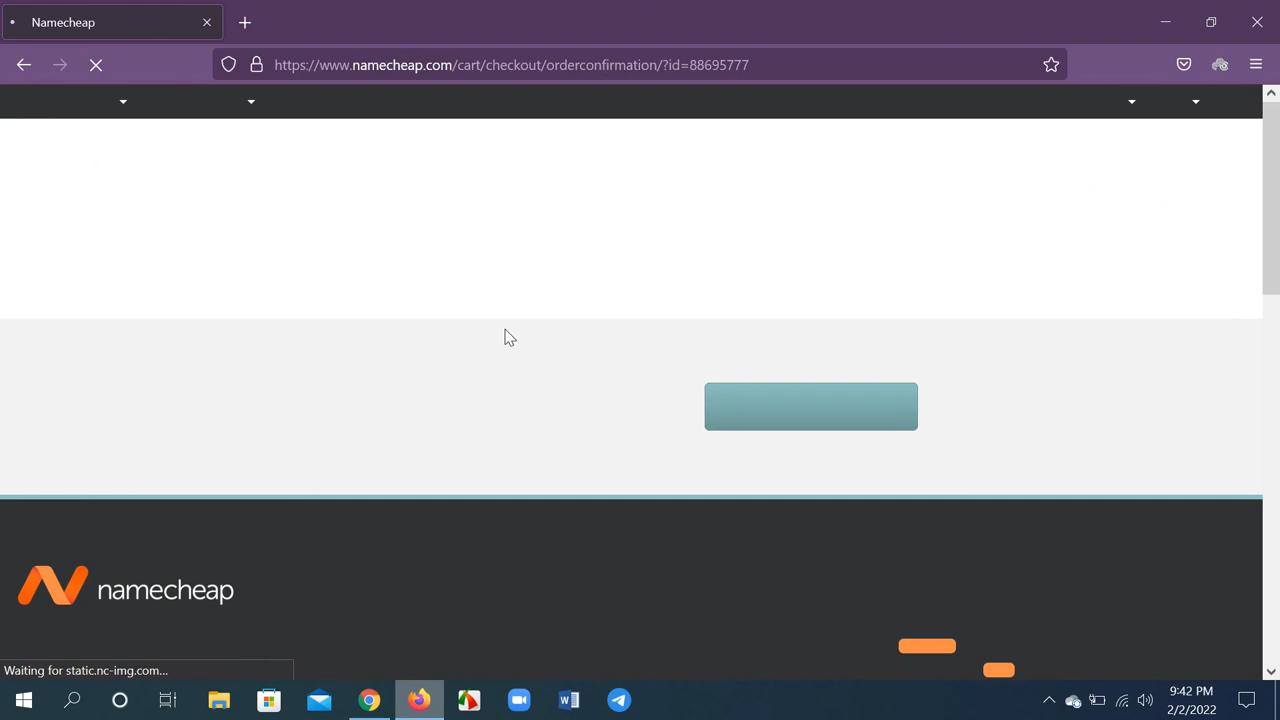 Namecheap
https://www.namecheap.com/cart/checkout/orderconfirmation/?id=88695777
namecheap
Waiting for static.nc-img.com...
9:42 PM
2/2/2022